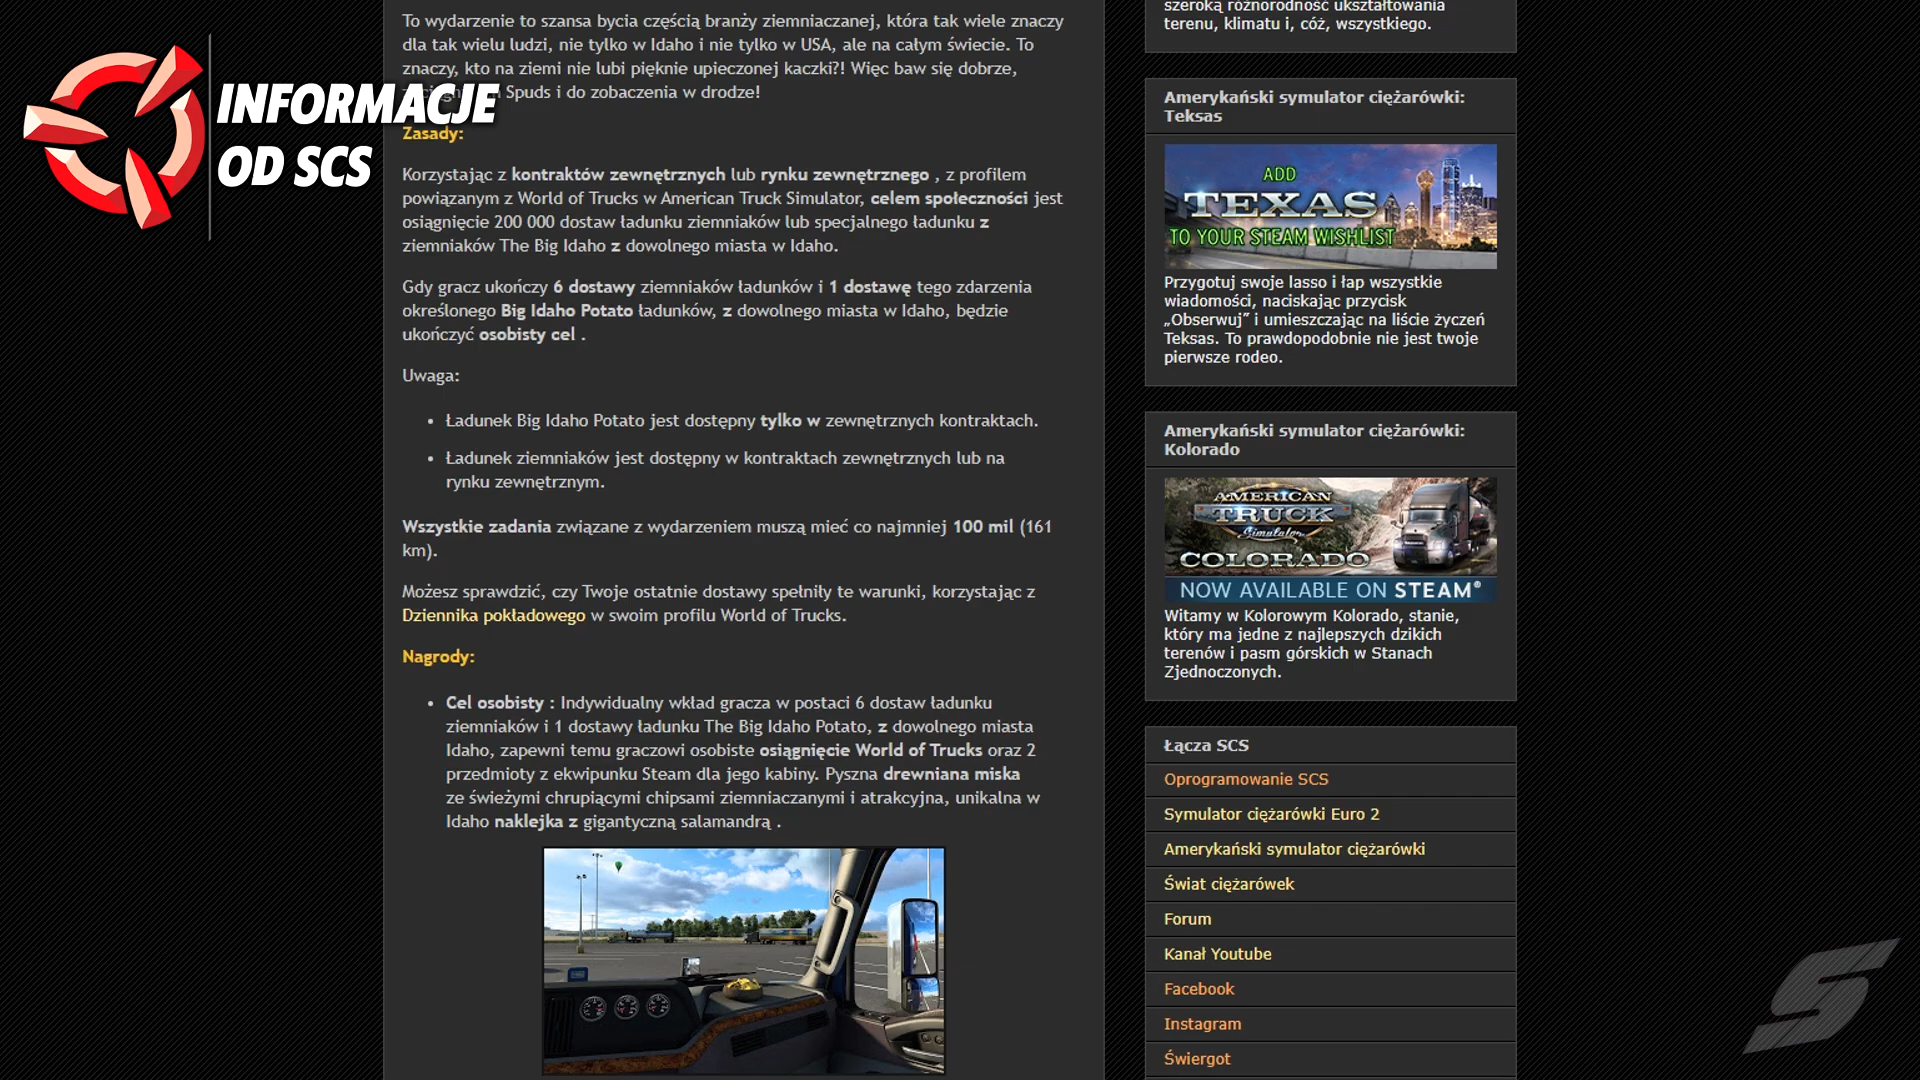 To wydarzenie to szansa bycia częścią branży ziemniaczanej, która tak wiele znaczy
dla tak wielu ludzi, nie tylko w Idaho i nie tylko w USA, ale na całym świecie. To
znaczy, kto na ziemi nie lubi pięknie upieczonej kaczki?! Więc baw się dobrze,
Spuds i do zobaczenia w drodze!
INFORMACJE
OD SCS
Zasady:
Korzystając z kontraktów zewnętrznych lub rynku zewnętrznego , z profilem
powiązanym z World of Trucks w American Truck Simulator, celem społeczności jest
osiągnięcie 200 000 dostaw ładunku ziemniaków lub specjalnego ładunku z
ziemniaków The Big Idaho z dowolnego miasta w Idaho.
Gdy gracz ukończy 6 dostawy ziemniaków ładunków i 1 dostawę tego zdarzenia
określonego Big Idaho Potato ładunków, z dowolnego miasta w Idaho, będzie
ukończyć osobisty cel .
Uwaga:
• Ładunek Big Idaho Potato jest dostępny tylko w zewnętrznych kontraktach.
• Ładunek ziemniaków jest dostępny w kontraktach zewnętrznych lub na
rynku zewnętrznym.
Wszystkie zadania związane z wydarzeniem muszą mieć co najmniej 100 mil (161
km).
Możesz sprawdzić, czy Twoje ostatnie dostawy spełniły te warunki, korzystając z
Dziennika pokładowego w swoim profilu World of Trucks.
Nagrody:
• Cel osobisty : Indywidualny wkład gracza w postaci 6 dostaw ładunku
ziemniaków i 1 dostawy ładunku The Big Idaho Potato, z dowolnego miasta
Idaho, zapewni temu graczowi osobiste osiągnięcie World of Trucks oraz 2
przedmioty z ekwipunku Steam dla jego kabiny. Pyszna drewniana miska
ze świeżymi chrupiącymi chipsami ziemniaczanymi i atrakcyjna, unikalna w
Idaho naklejka z gigantyczną salamandrą .
szeroką różnorodność ukształtowania
terenu, klimatu i, cóż, wszystkiego.
Amerykański symulator ciężarówki:
Teksas
ADD
TEXAS
TO YOUR STEAM WISHLIST
Przygotuj swoje lasso i łap wszystkie
wiadomości, naciskając przycisk
„Obserwuj” i umieszczając na liście życzeń
Teksas. To prawdopodobnie nie jest twoje
pierwsze rodeo.
Amerykański symulator ciężarówki:
Kolorado
AMERICAN
TRUCK
Simulator
COLORADO
NOW AVAILABLE ON STEAM®
Witamy w Kolorowym Kolorado, stanie,
który ma jedne z najlepszych dzikich
terenów i pasm górskich w Stanach
Zjednoczonych.
Łącza SCS
Oprogramowanie SCS
Symulator ciężarówki Euro 2
Amerykański symulator ciężarówki
Świat ciężarówek
Forum
Kanał Youtube
Facebook
Instagram
Świergot